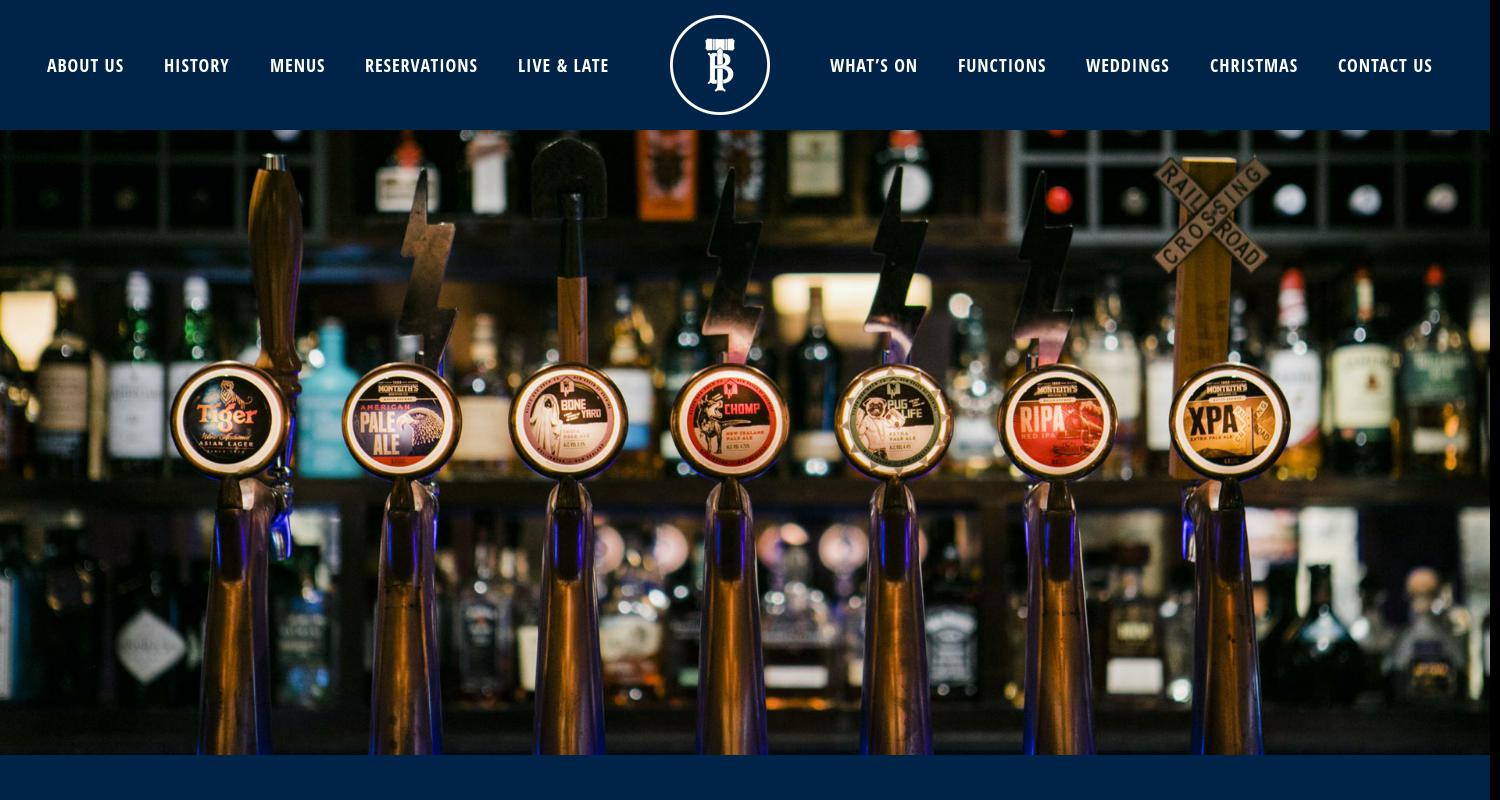 ABOUT US
HISTORY
MENUS
RESERVATIONS
LIVE & LATE
TB
WHAT'S ON
FUNCTIONS
WEDDINGS
CHRISTMAS
CONTACT US
RAIL ROAD
CROSSING
Tiger
ASIAN LAGER
MONTEITH'S
AMERICAN
PALE
ALE
BONE
YARD
INDIA
PALE ALE
CHOMP
NEW ZEALAND
PALE ALE
PUG
LIFE
PALE ALE
MONTEITH'S
RIPA
RED IPA
MONTEITH'S
XPA
EXTRA PALE ALE